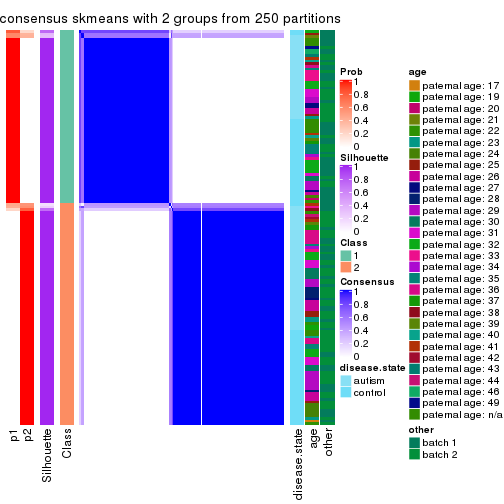 consensus skmeans with 2 groups from 250 partitions
Prob
1
0.8
0.6
0.4
0.2
0
Silhouette
1
0.8
0.6
0.4
0.2
0
Class
1
2
Consensus
1
0.8
0.6
0.4
0.2
0
disease.state
autism
control
age
paternal age: 17
paternal age: 19
paternal age: 20
paternal age: 21
paternal age: 22
paternal age: 23
paternal age: 24
paternal age: 25
paternal age: 26
paternal age: 27
paternal age: 28
paternal age: 29
paternal age: 30
paternal age: 31
paternal age: 32
paternal age: 33
paternal age: 34
paternal age: 35
paternal age: 36
paternal age: 37
paternal age: 38
paternal age: 39
paternal age: 40
paternal age: 41
paternal age: 42
paternal age: 43
paternal age: 44
paternal age: 46
paternal age: 49
paternal age: n/a
other
batch 1
batch 2
p1
p2
Silhouette
Class
disease.state
age
other